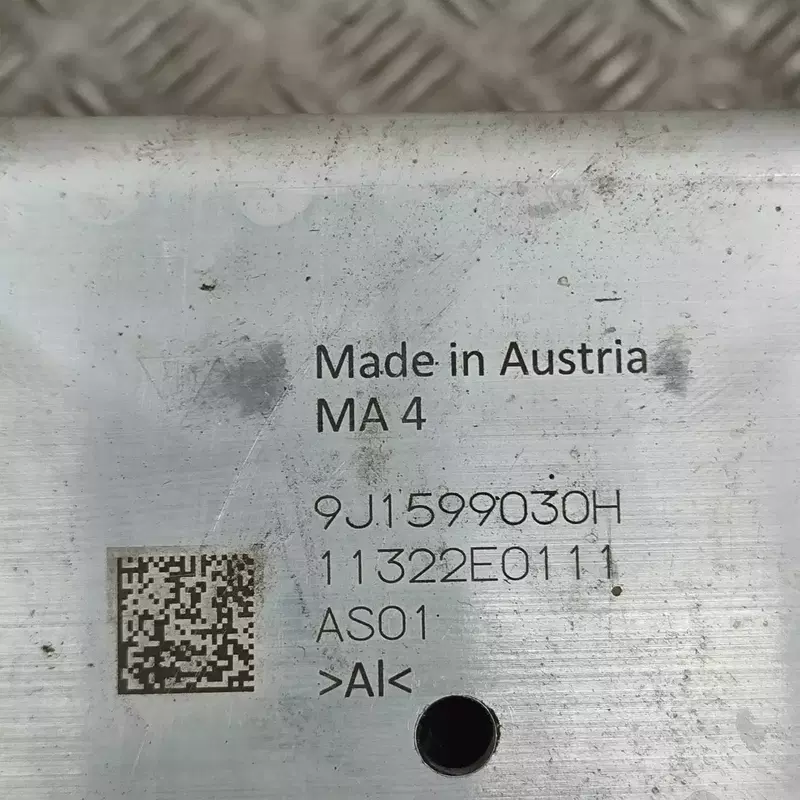 Made in Austria
MA 4
9J1599030H
11322E0111
AS01
>Al<